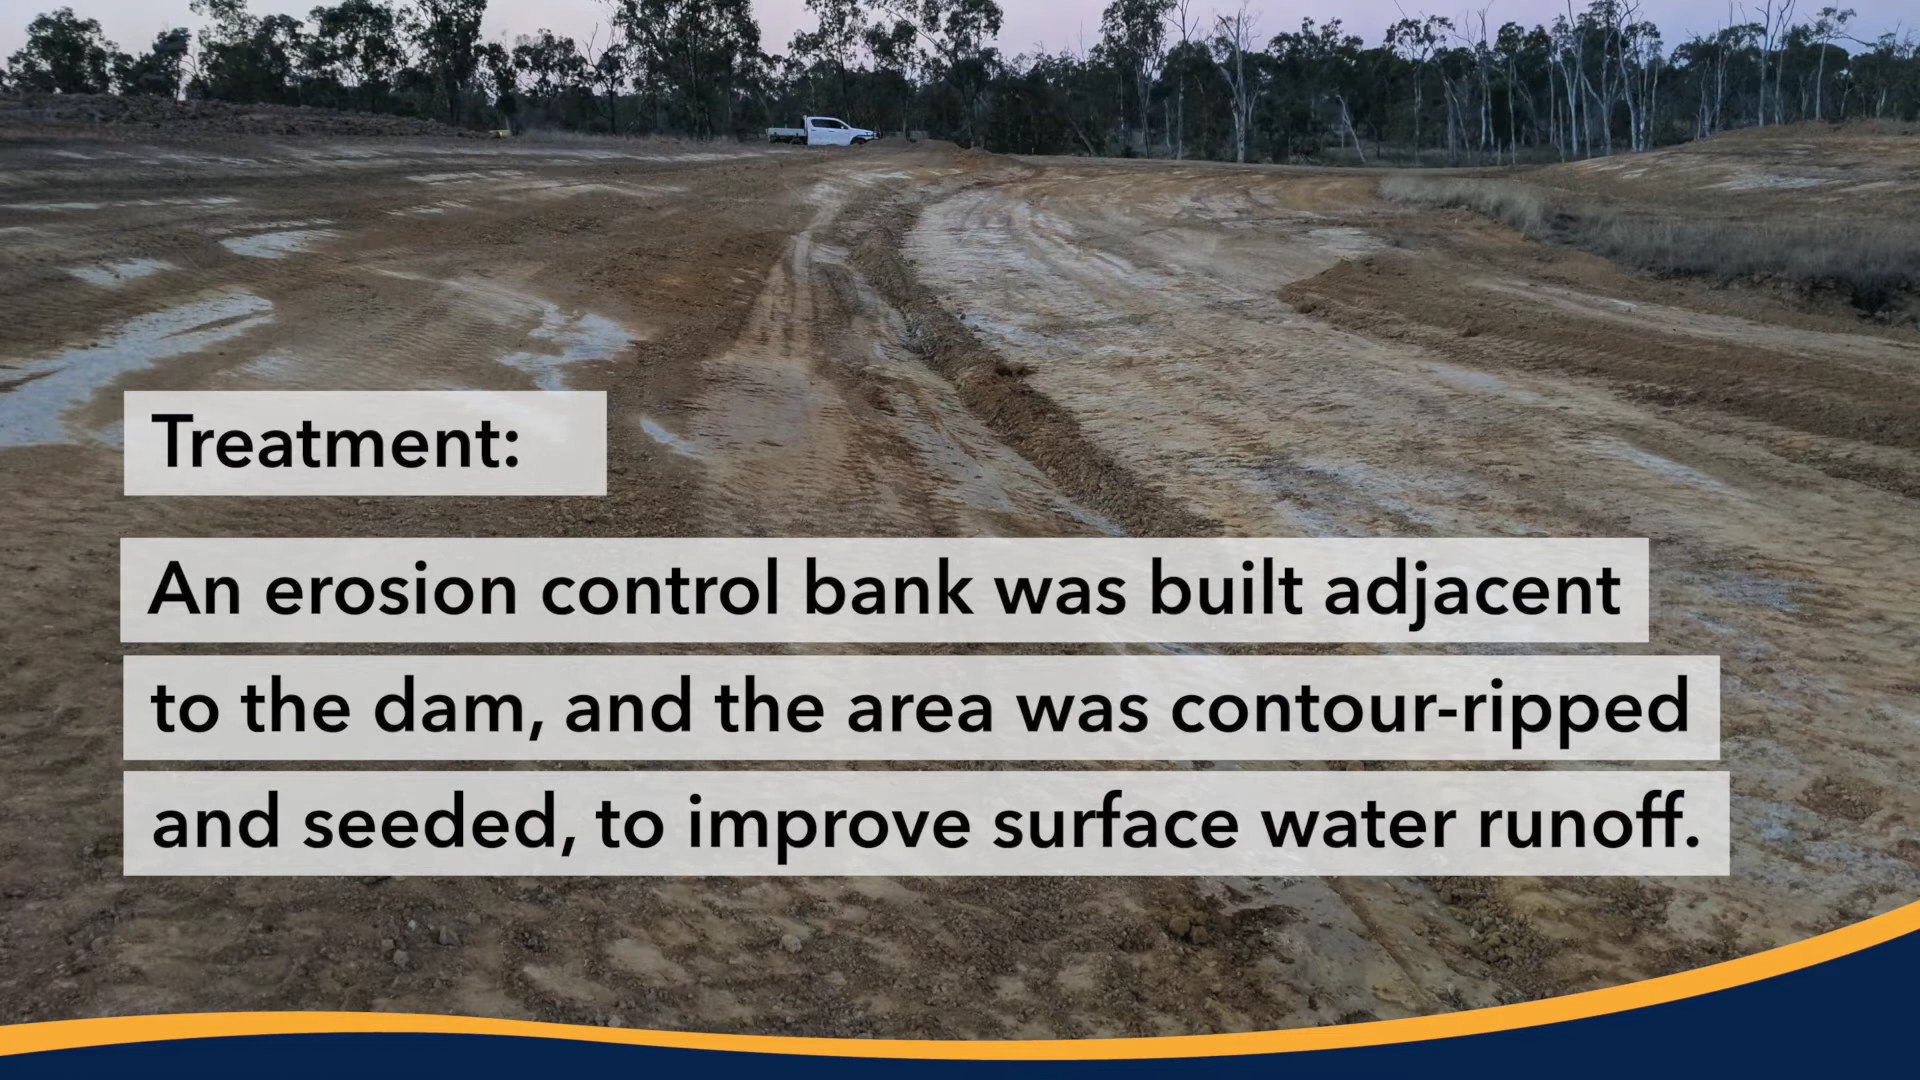 Treatment:
An erosion control bank was built adjacent
to the dam, and the area was contour-ripped
and seeded, to improve surface water runoff.